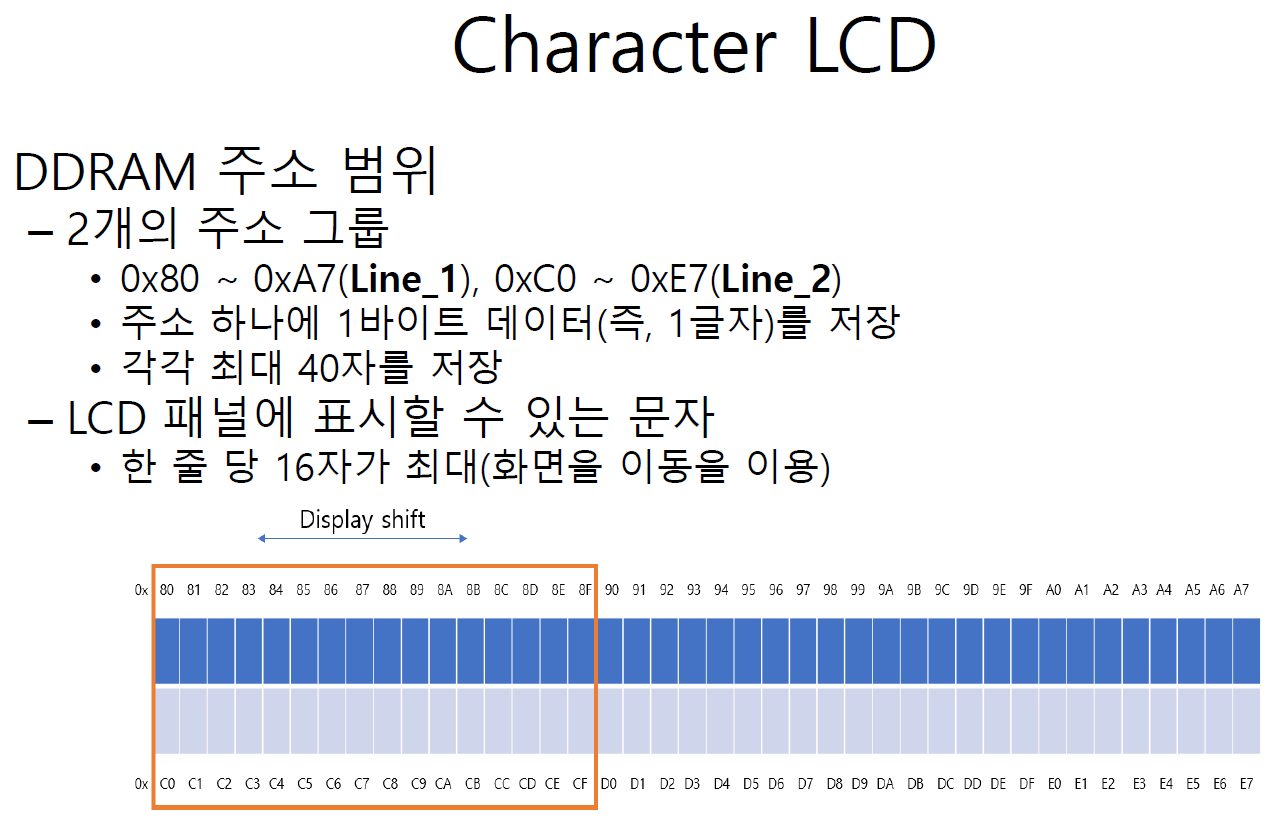 Character LCD
DDRAM 주소 범위
– 2개의 주소 그룹
• 0x80 ~ 0xA7(Line_1), 0xC0 ~ 0xE7(Line_2)
• 주소 하나에 1바이트 데이터(즉, 1글자)를 저장
• 각각 최대 40자를 저장
– LCD 패널에 표시할 수 있는 문자
• 한 줄 당 16자가 최대(화면을 이동을 이용)
Display shift
0x 80 81 82 83 84 85 86 87 88 89 8A 8B 8C 8D 8E 8F 90 91 92 93 94 95 96 97 98 99 9A 9B 9C 9D 9E 9F A0 A1 A2 A3 A4 A5 A6 A7
0x C0 C1 C2 C3 C4 C5 C6 C7 C8 C9 CA CB CC CD CE CF D0 D1 D2 D3 D4 D5 D6 D7 D8 D9 DA DB DC DD DE DF E0 E1 E2 E3 E4 E5 E6 E7